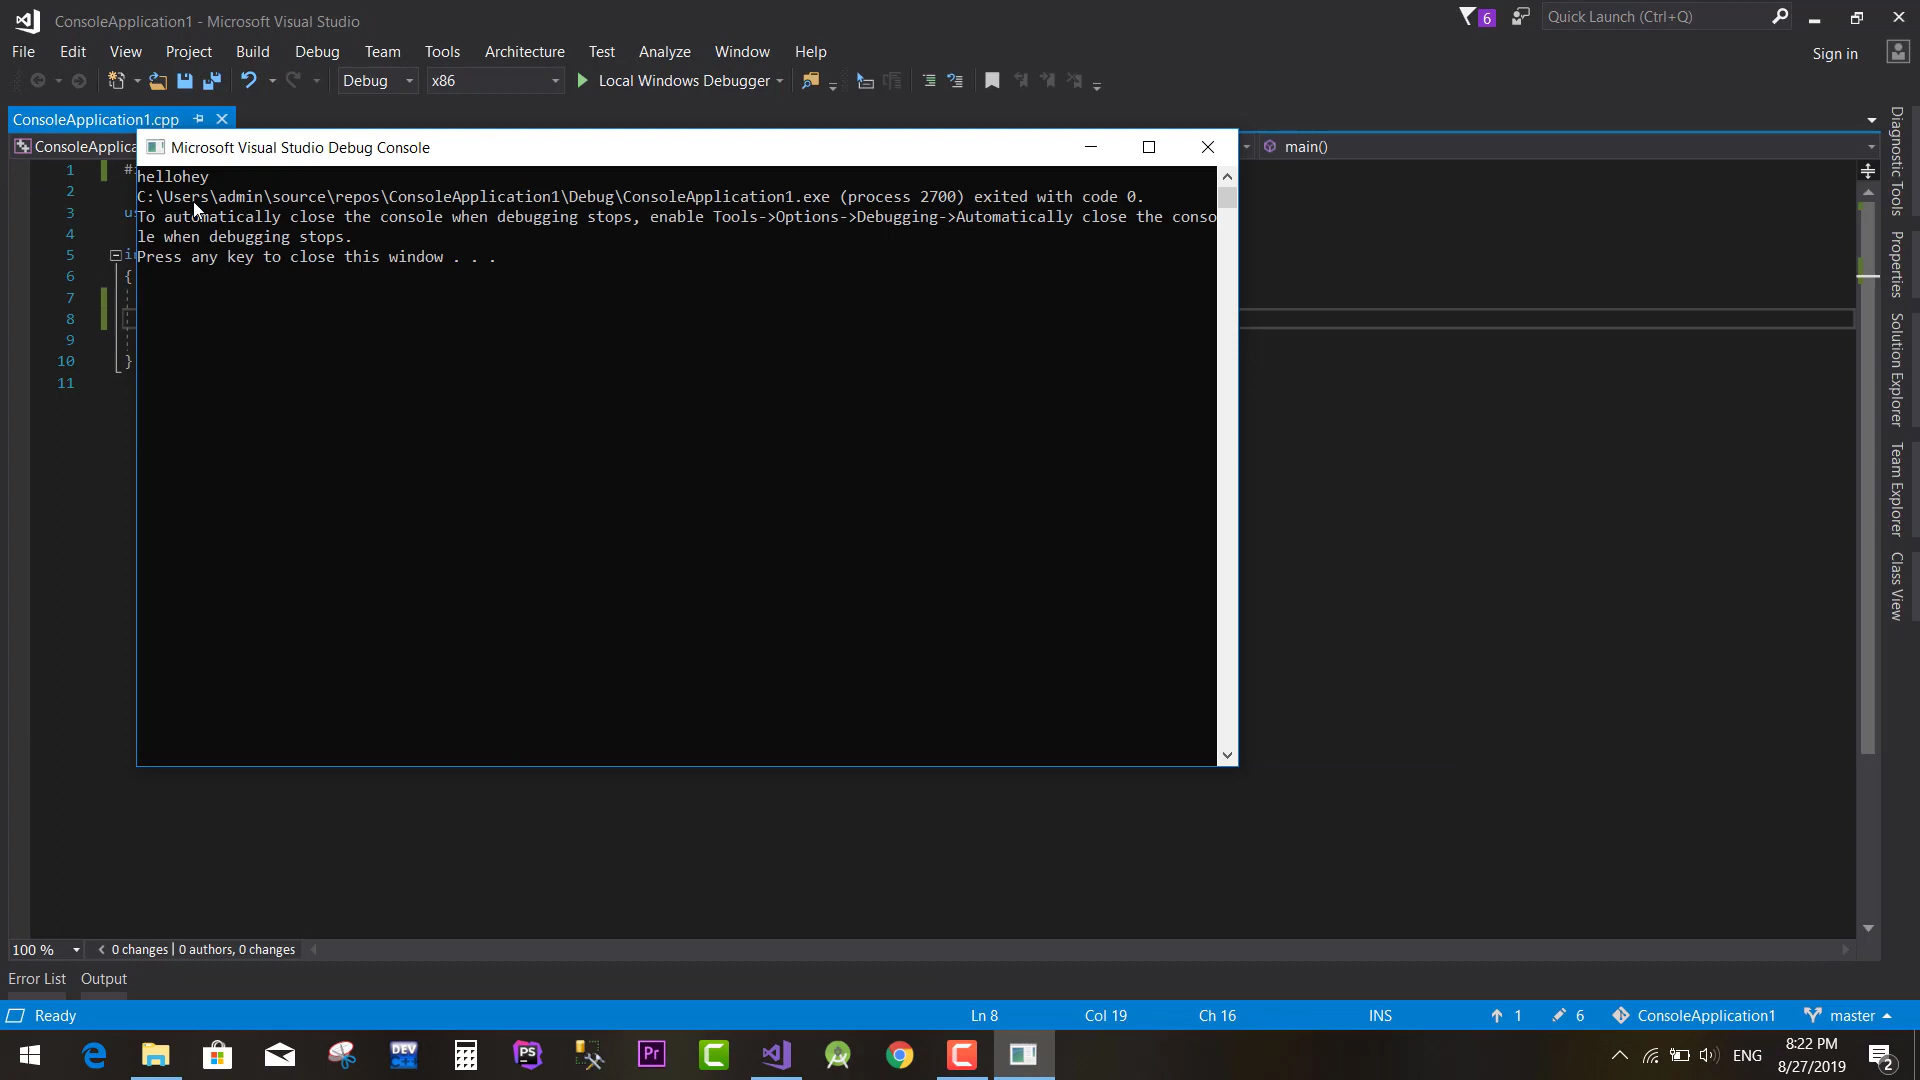 ConsoleApplication1 - Microsoft Visual Studio
6
Quick Launch (Ctrl+Q)
File Edit View Project Build Debug Team Tools Architecture Test Analyze Window Help
Sign in
Debug x86 Local Windows Debugger
ConsoleApplication1.cpp
ConsoleApplica
main()
Microsoft Visual Studio Debug Console
hellohey
C:\Users\admin\source\repos\ConsoleApplication1\Debug\ConsoleApplication1.exe (process 2700) exited with code 0.
To automatically close the console when debugging stops, enable Tools->Options->Debugging->Automatically close the conso
le when debugging stops.
Press any key to close this window . . .
1 #
2
3 u
4
5 i
6 {
7
8
9
10 }
11
Diagnostic Tools
Properties
Solution Explorer
Team Explorer
Class View
100 % 0 changes | 0 authors, 0 changes
Error List Output
Ready Ln 8 Col 19 Ch 16 INS 1 6 ConsoleApplication1 master
DEV PS Pr C C
ENG
8:22 PM
8/27/2019
2